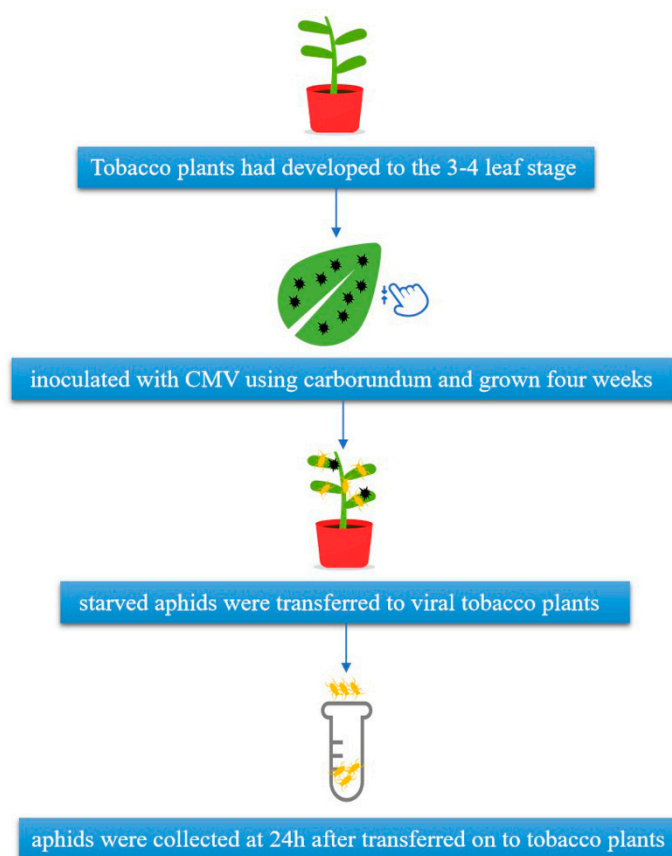 Tobacco plants had developed to the 3-4 leaf stage
inoculated with CMV using carborundum and grown four weeks
starved aphids were transferred to viral tobacco plants
aphids were collected at 24h after transferred on to tobacco plants